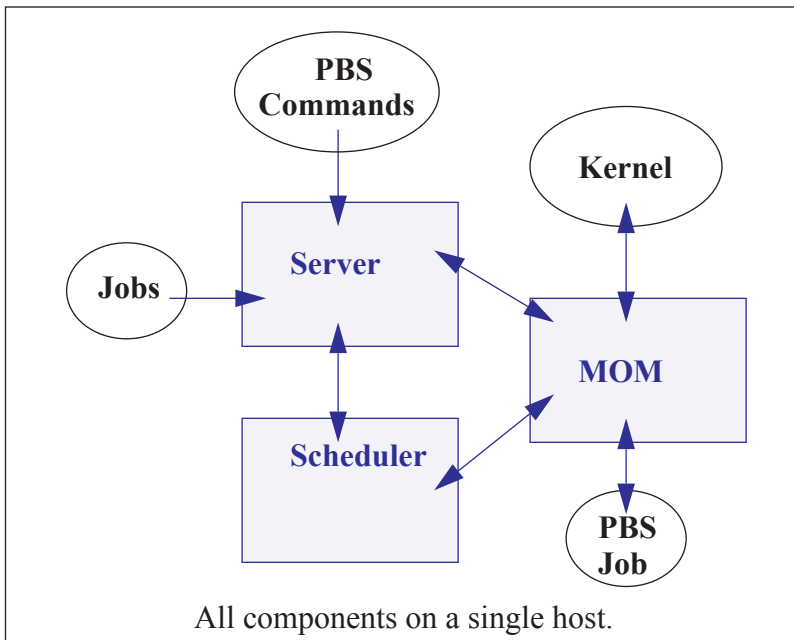 PBS
Commands
Kernel
Server
Jobs
MOM
Scheduler
PBS
Job
All components on a single host.